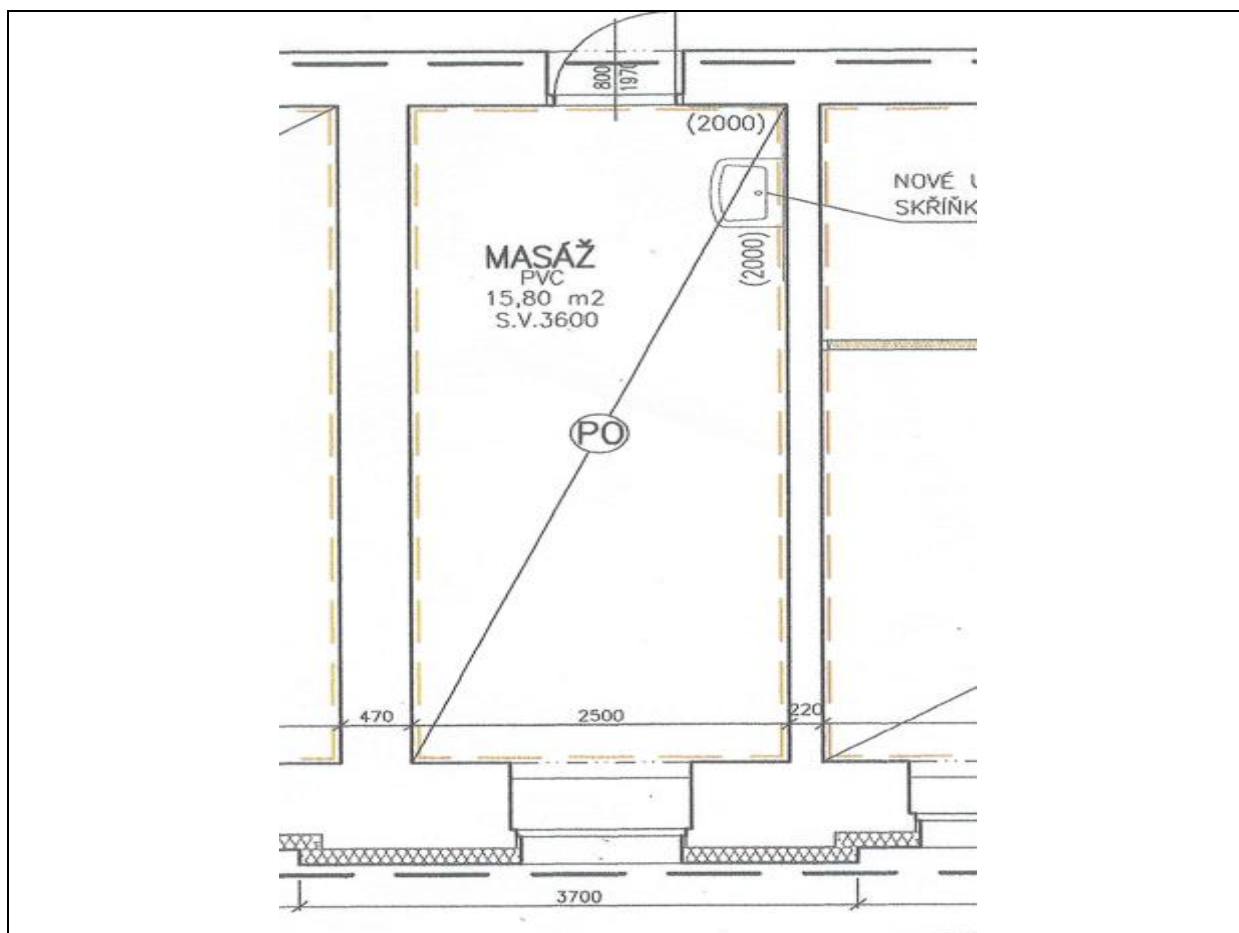 800
1970
(2000)
NOVÉ U
SKŘÍŇK
(2000)
MASÁŽ
PVC
15,80 m2
S.V.3600
PO
470
2500
220
3700